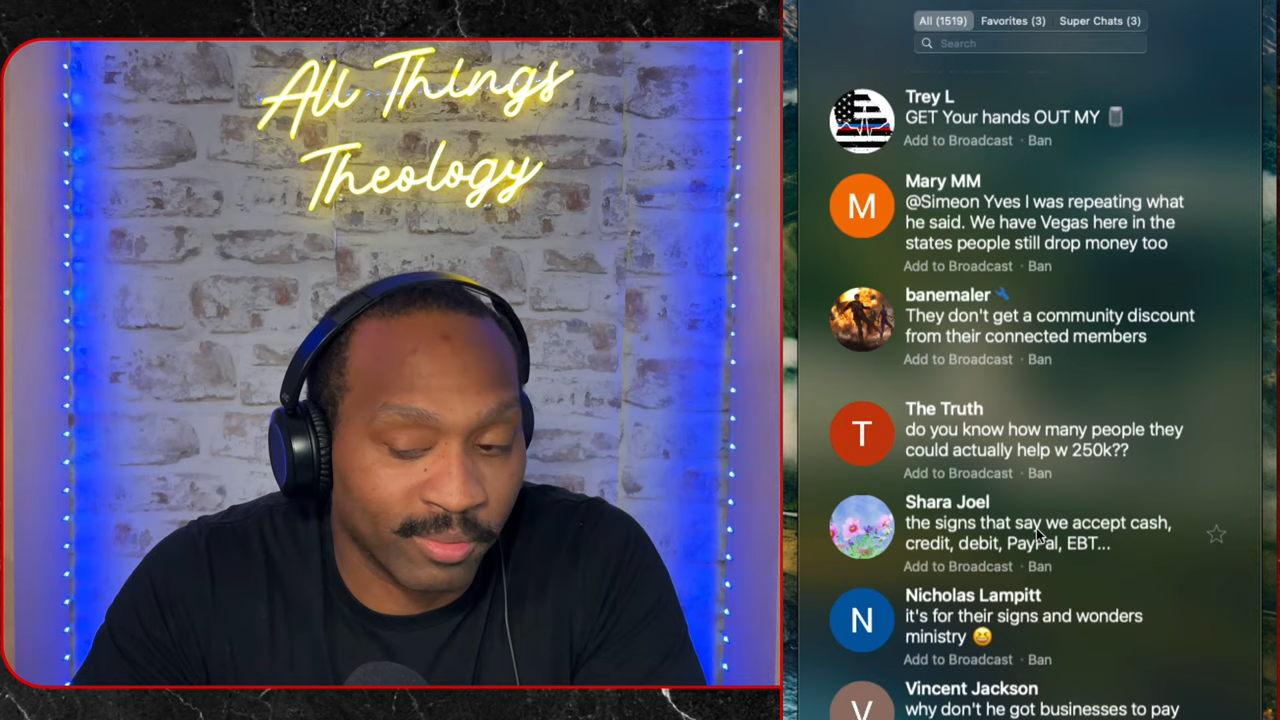 All Things
Theology
All (1519) Favorites (3) Super Chats (3)
Search
Trey L
GET Your hands OUT MY
Add to Broadcast · Ban
M
Mary MM
@Simeon Yves I was repeating what
he said. We have Vegas here in the
states people still drop money too
Add to Broadcast · Ban
banemaler
They don't get a community discount
from their connected members
Add to Broadcast · Ban
T
The Truth
do you know how many people they
could actually help w 250k??
Add to Broadcast · Ban
Shara Joel
the signs that say we accept cash,
credit, debit, PayPal, EBT...
Add to Broadcast · Ban
N
Nicholas Lampitt
it's for their signs and wonders
ministry 😆
Add to Broadcast · Ban
V
Vincent Jackson
why don't he got businesses to pay